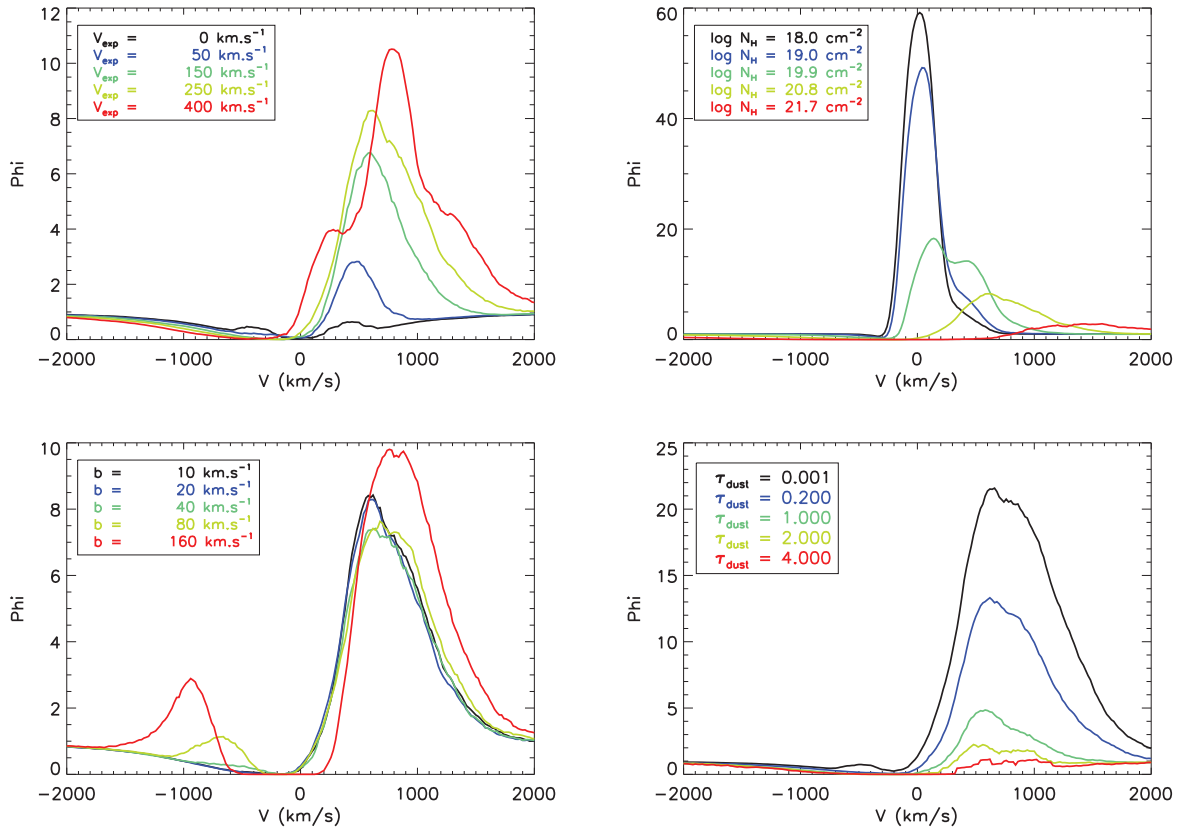 V_exp = 0 km.s⁻¹
V_exp = 50 km.s⁻¹
V_exp = 150 km.s⁻¹
V_exp = 250 km.s⁻¹
V_exp = 400 km.s⁻¹
12
10
8
6
4
2
0
Phi
−2000 −1000 0 1000 2000
V (km/s)
log N_H = 18.0 cm⁻²
log N_H = 19.0 cm⁻²
log N_H = 19.9 cm⁻²
log N_H = 20.8 cm⁻²
log N_H = 21.7 cm⁻²
60
40
20
0
Phi
−2000 −1000 0 1000 2000
V (km/s)
b = 10 km.s⁻¹
b = 20 km.s⁻¹
b = 40 km.s⁻¹
b = 80 km.s⁻¹
b = 160 km.s⁻¹
10
8
6
4
2
0
Phi
−2000 −1000 0 1000 2000
V (km/s)
τ_dust = 0.001
τ_dust = 0.200
τ_dust = 1.000
τ_dust = 2.000
τ_dust = 4.000
25
20
15
10
5
0
Phi
−2000 −1000 0 1000 2000
V (km/s)